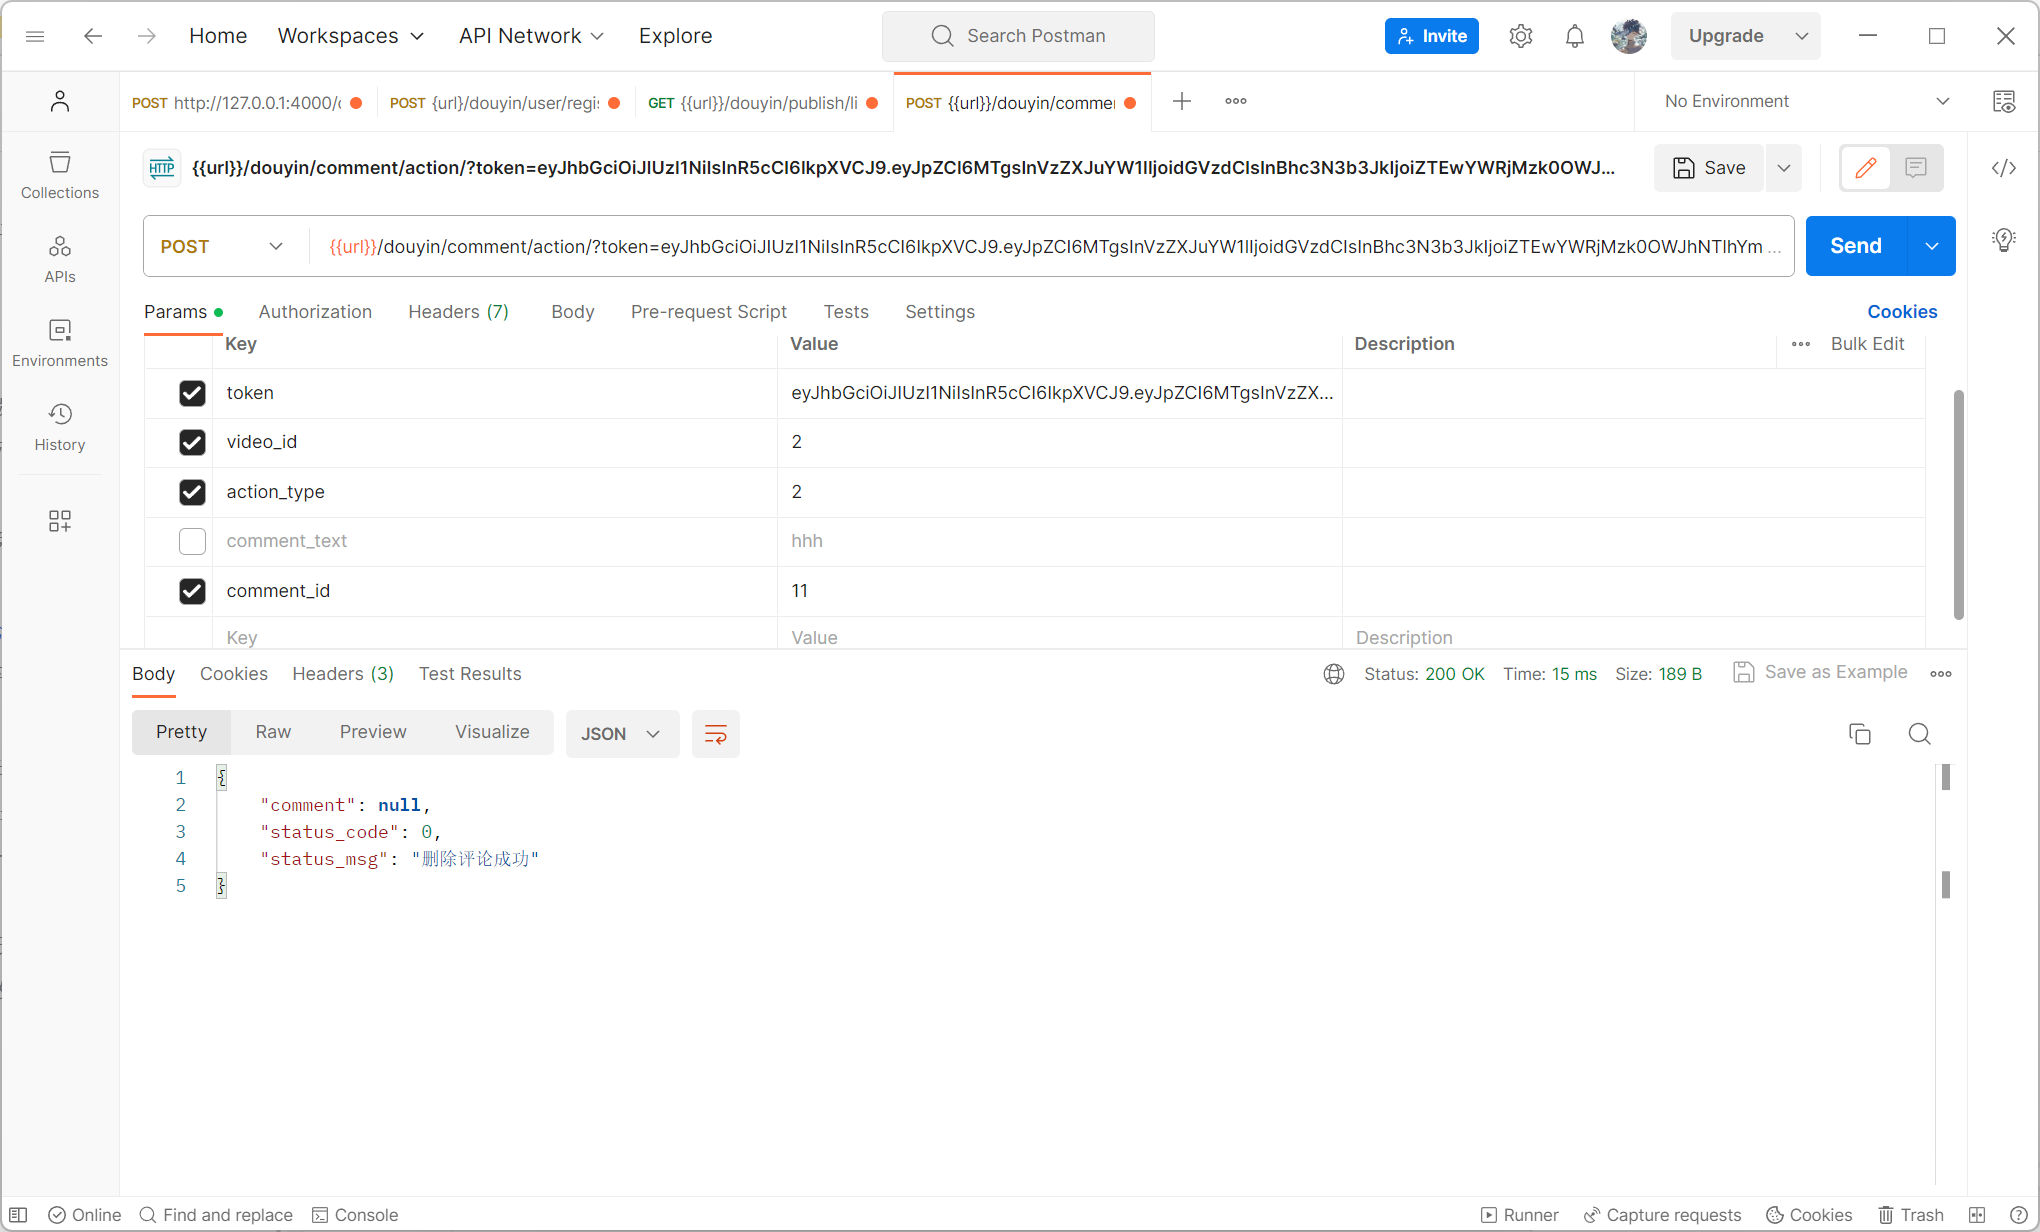 Home Workspaces API Network Explore Search Postman Invite Upgrade
POST http://127.0.0.1:4000/ POST {url}/douyin/user/regi GET {{url}}/douyin/publish/li POST {{url}}/douyin/comme No Environment
HTTP {{url}}/douyin/comment/action/?token=eyJhbGciOiJIUzI1NiIsInR5cCI6IkpXVCJ9.eyJpZCI6MTgsInVzZXJuYW1lIjoidGVzdCIsInBhc3N3b3JkIjoiZTEwYWRjMzk0OWJ... Save
POST {{url}}/douyin/comment/action/?token=eyJhbGciOiJIUzI1NiIsInR5cCI6IkpXVCJ9.eyJpZCI6MTgsInVzZXJuYW1lIjoidGVzdCIsInBhc3N3b3JkIjoiZTEwYWRjMzk0OWJhNTlhYm ... Send
Params Authorization Headers (7) Body Pre-request Script Tests Settings Cookies
Key Value Description Bulk Edit
token eyJhbGciOiJIUzI1NiIsInR5cCI6IkpXVCJ9.eyJpZCI6MTgsInVzZX...
video_id 2
action_type 2
comment_text hhh
comment_id 11
Key Value Description
Body Cookies Headers (3) Test Results Status: 200 OK Time: 15 ms Size: 189 B Save as Example
Pretty Raw Preview Visualize JSON
1 {
2 "comment": null,
3 "status_code": 0,
4 "status_msg": "删除评论成功"
5 }
Collections
APIs
Environments
History
Online Find and replace Console Runner Capture requests Cookies Trash